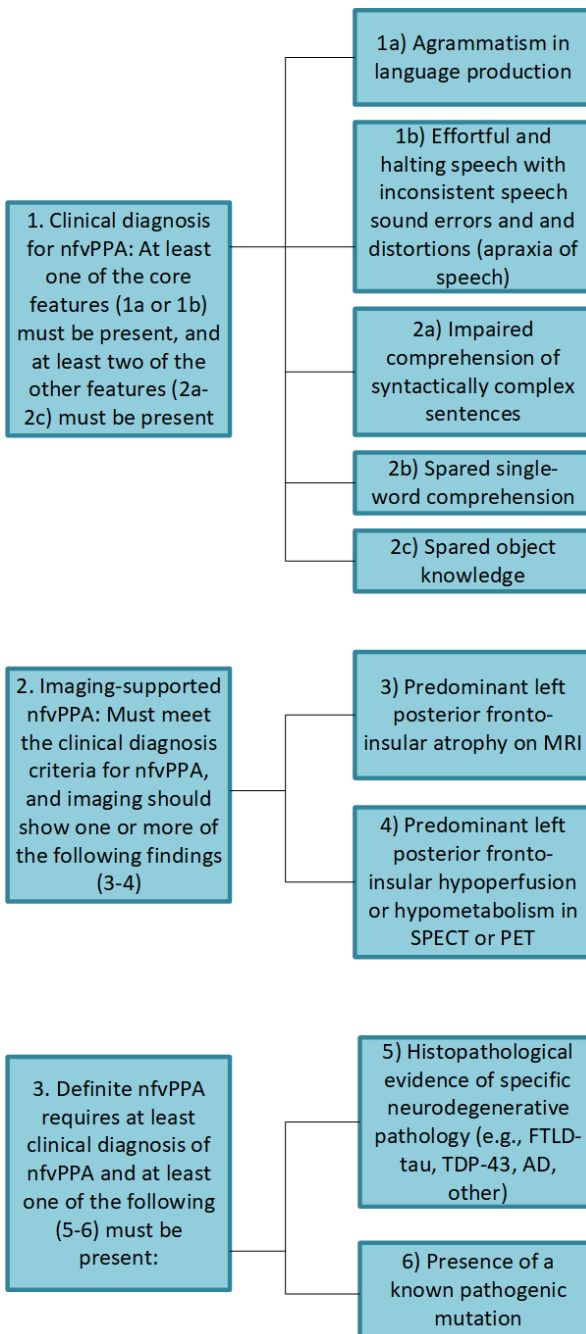 1. Clinical diagnosis
for nfvPPA: At least
one of the core
features (1a or 1b)
must be present, and
at least two of the
other features (2a-
2c) must be present
1a) Agrammatism in
language production
1b) Effortful and
halting speech with
inconsistent speech
sound errors and and
distortions (apraxia of
speech)
2a) Impaired
comprehension of
syntactically complex
sentences
2b) Spared single-
word comprehension
2c) Spared object
knowledge
2. Imaging-supported
nfvPPA: Must meet
the clinical diagnosis
criteria for nfvPPA,
and imaging should
show one or more of
the following findings
(3-4)
3) Predominant left
posterior fronto-
insular atrophy on MRI
4) Predominant left
posterior fronto-
insular hypoperfusion
or hypometabolism in
SPECT or PET
3. Definite nfvPPA
requires at least
clinical diagnosis of
nfvPPA and at least
one of the following
(5-6) must be
present:
5) Histopathological
evidence of specific
neurodegenerative
pathology (e.g., FTLD-
tau, TDP-43, AD,
other)
6) Presence of a
known pathogenic
mutation